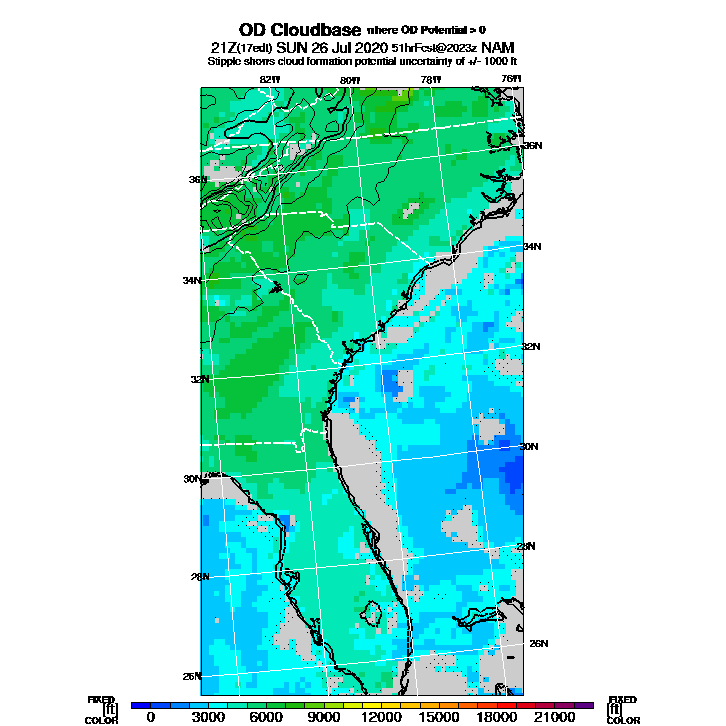 OD Cloudbase where OD Potential > 0
21Z(17edt) SUN 26 Jul 2020 51hrFcst@2023z NAM
Stipple shows cloud formation potential uncertainty of +/- 1000 ft
82W 80W 78W 76W
36N
36N
34N
34N
32N
32N
30N
30N
28N
28N
26N
26N
FIXED FIXED
[ft] [ft]
COLOR COLOR
0 3000 6000 9000 12000 15000 18000 21000